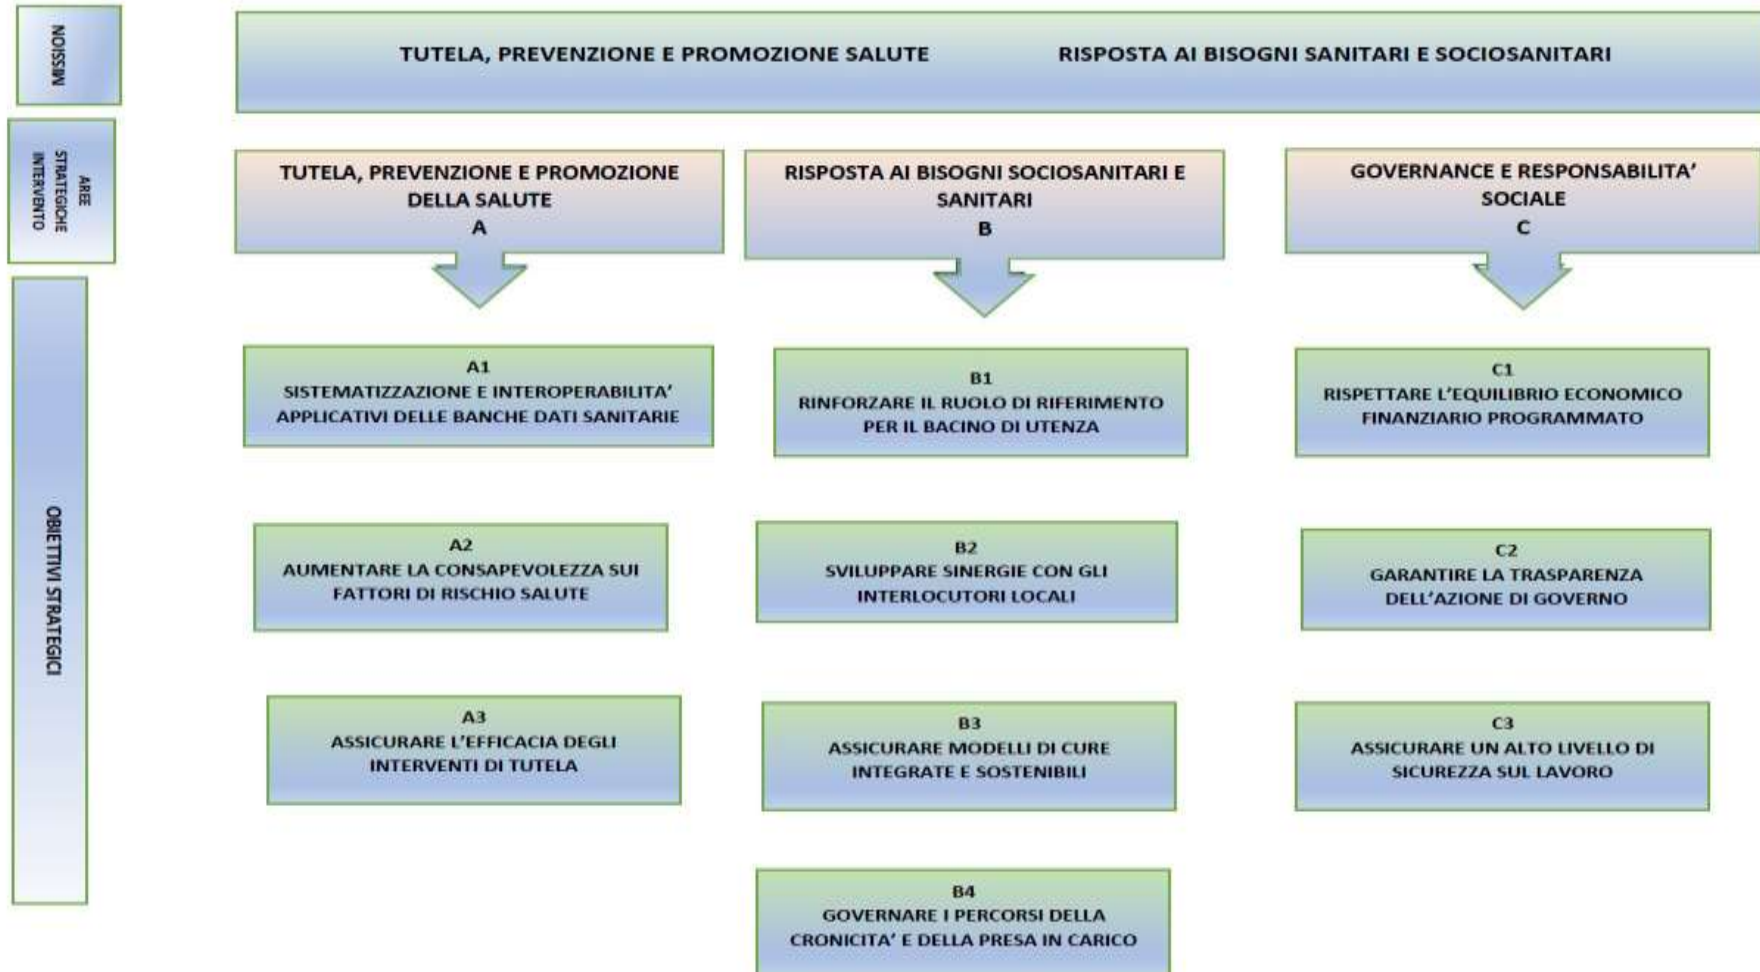 MISSION
TUTELA, PREVENZIONE E PROMOZIONE SALUTE RISPOSTA AI BISOGNI SANITARI E SOCIOSANITARI
AREE
STRATEGICHE
INTERVENTO
TUTELA, PREVENZIONE E PROMOZIONE
DELLA SALUTE
A
RISPOSTA AI BISOGNI SOCIOSANITARI E
SANITARI
B
GOVERNANCE E RESPONSABILITA’
SOCIALE
C
OBIETTIVI STRATEGICI
A1
SISTEMATIZZAZIONE E INTEROPERABILITA’
APPLICATIVI DELLE BANCHE DATI SANITARIE
B1
RINFORZARE IL RUOLO DI RIFERIMENTO
PER IL BACINO DI UTENZA
C1
RISPETTARE L’EQUILIBRIO ECONOMICO
FINANZIARIO PROGRAMMATO
A2
AUMENTARE LA CONSAPEVOLEZZA SUI
FATTORI DI RISCHIO SALUTE
B2
SVILUPPARE SINERGIE CON GLI
INTERLOCUTORI LOCALI
C2
GARANTIRE LA TRASPARENZA
DELL’AZIONE DI GOVERNO
A3
ASSICURARE L’EFFICACIA DEGLI
INTERVENTI DI TUTELA
B3
ASSICURARE MODELLI DI CURE
INTEGRATE E SOSTENIBILI
C3
ASSICURARE UN ALTO LIVELLO DI
SICUREZZA SUL LAVORO
B4
GOVERNARE I PERCORSI DELLA
CRONICITA’ E DELLA PRESA IN CARICO